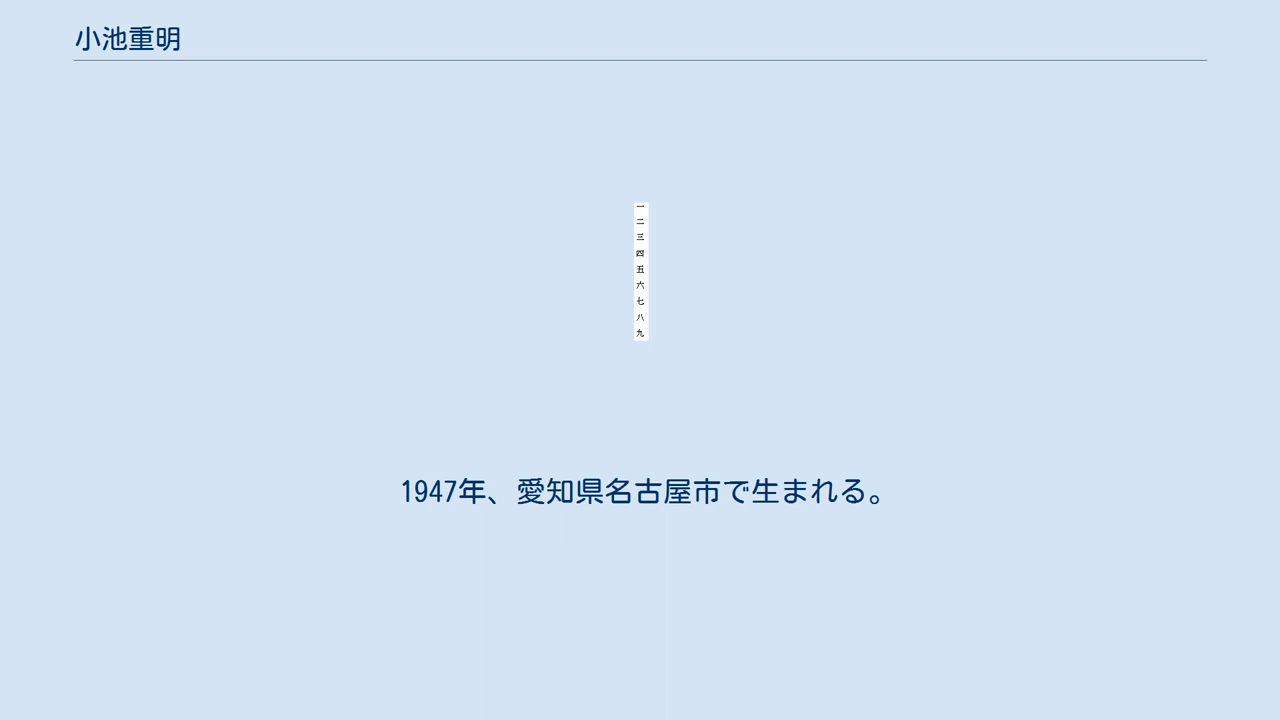 小池重明
一
二
三
四
五
六
七
八
九
1947年、愛知県名古屋市で生まれる。